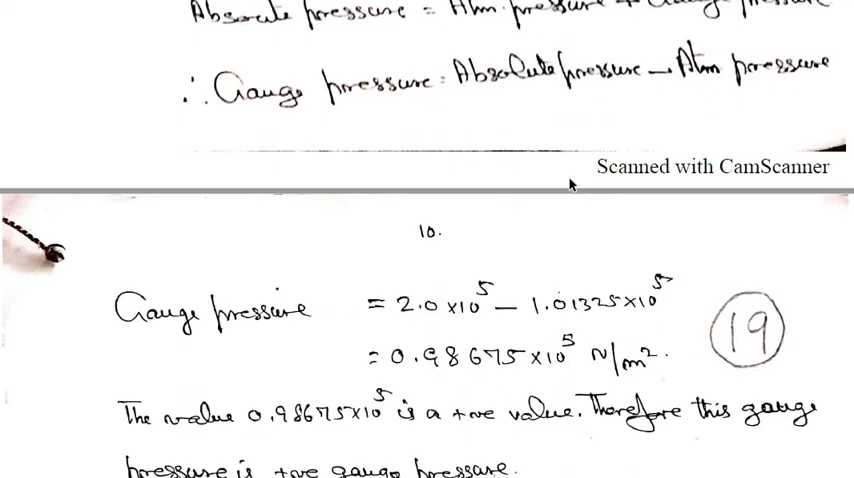 Absolute pressure = Atm. pressure + Gauge pressure
∴ Gauge pressure = Absolute pressure — Atm pressure
Scanned with CamScanner
10.
Gauge pressure = 2.0 × 10⁵ — 1.01325 × 10⁵
= 0.98675 × 10⁵ N/m².
19
The value 0.98675 × 10⁵ is a +ve value. Therefore this gauge
pressure is +ve gauge pressure.